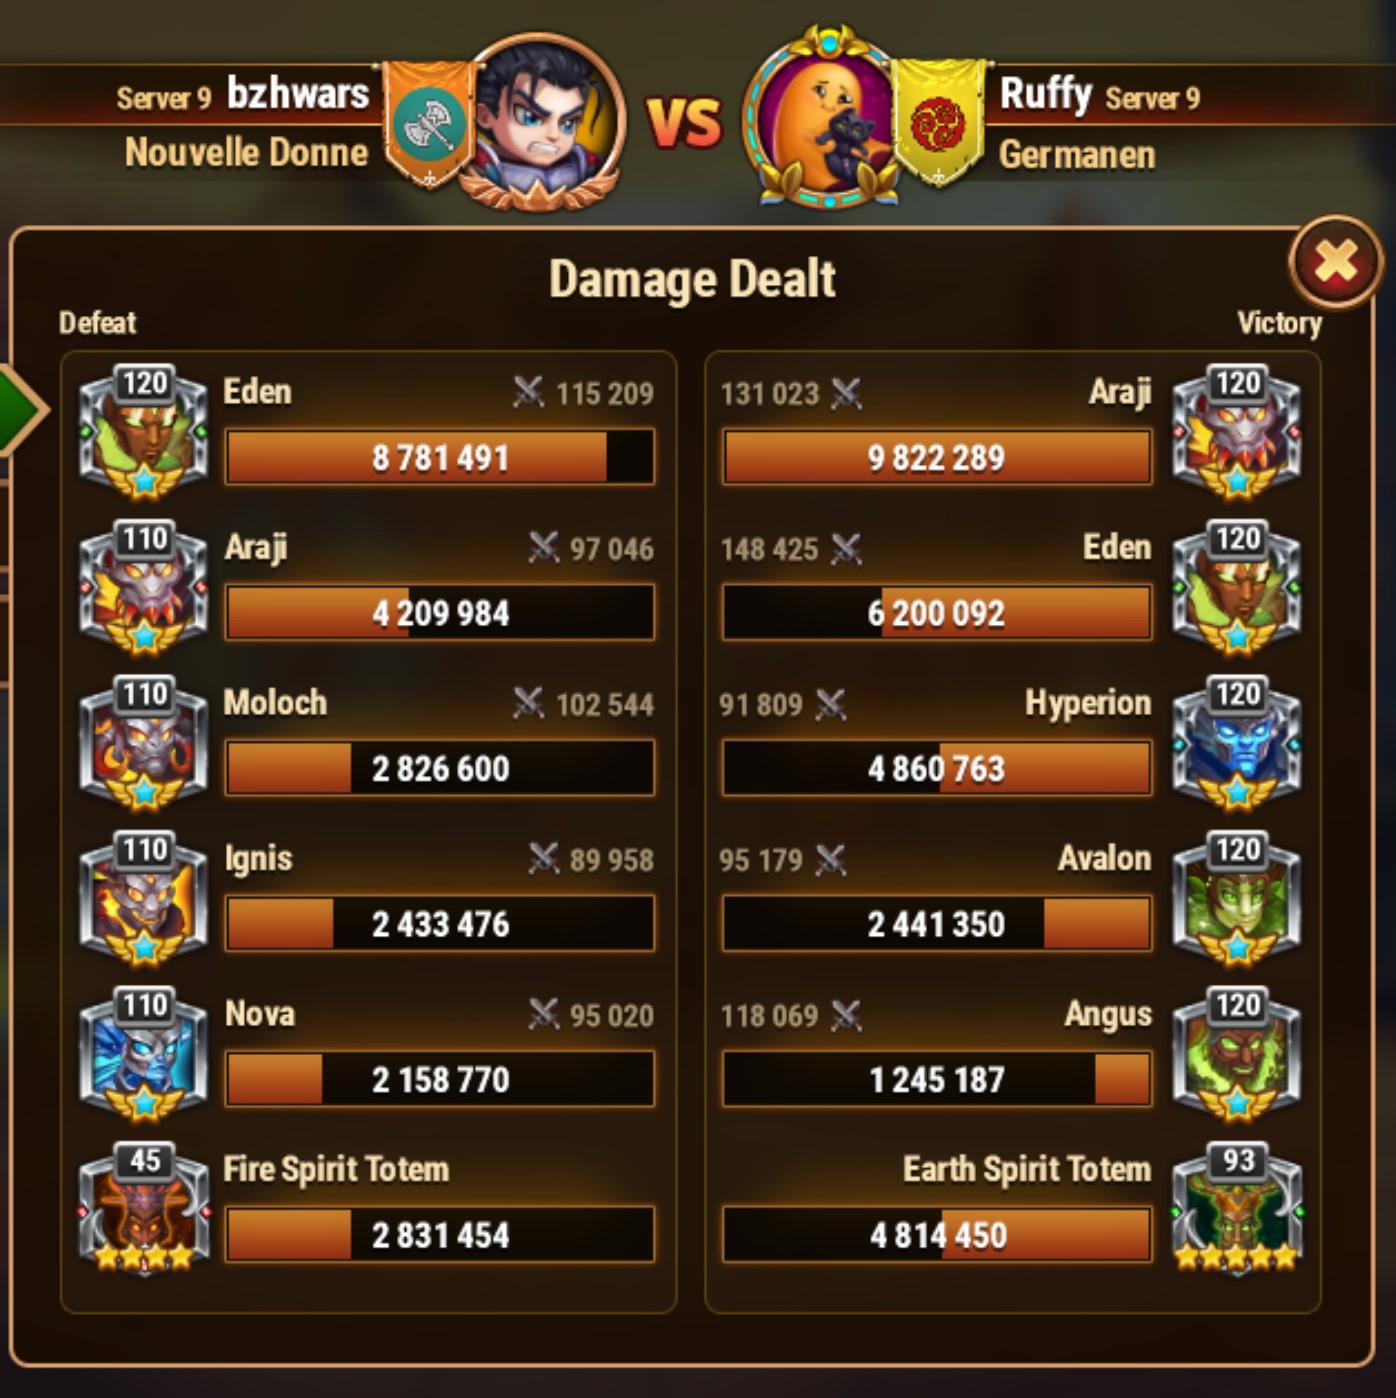 Server 9 bzhwars
Nouvelle Donne
VS
Ruffy Server 9
Germanen
Damage Dealt
Defeat
Victory
120
Eden
115 209
8 781 491
110
Araji
97 046
4 209 984
110
Moloch
102 544
2 826 600
110
Ignis
89 958
2 433 476
110
Nova
95 020
2 158 770
45
Fire Spirit Totem
2 831 454
131 023
Araji
120
9 822 289
148 425
Eden
120
6 200 092
91 809
Hyperion
120
4 860 763
95 179
Avalon
120
2 441 350
118 069
Angus
120
1 245 187
Earth Spirit Totem
93
4 814 450